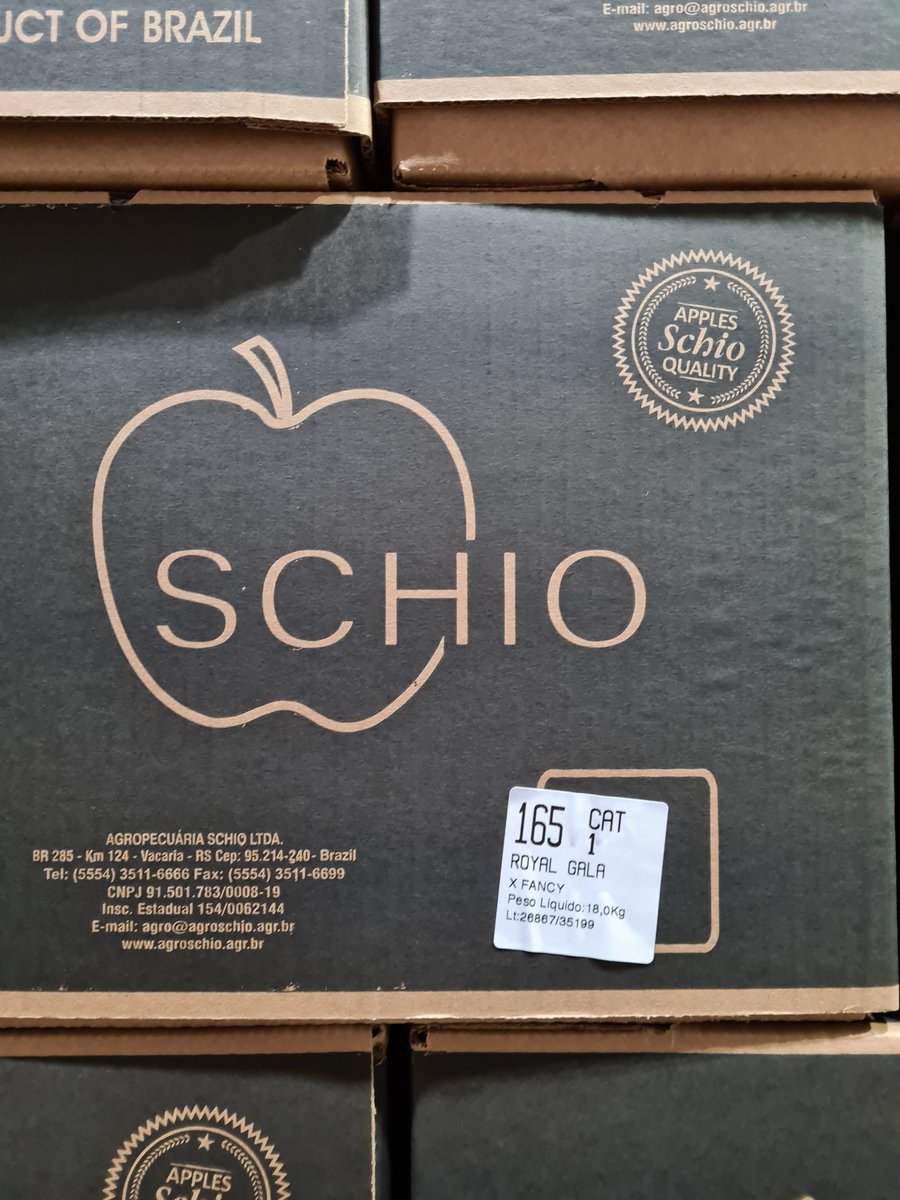 UCT OF BRAZIL
E-mail: agro@agroschio.agr.br
www.agroschio.agr.br
APPLES
Schio
QUALITY
SCHIO
AGROPECUÁRIA SCHIO LTDA.
BR 285 - Km 124 - Vacaria - RS Cep: 95.214-240 - Brazil
Tel: (5554) 3511-6666 Fax: (5554) 3511-6699
CNPJ 91.501.783/0008-19
Insc. Estadual 154/0062144
E-mail: agro@agroschio.agr.br
www.agroschio.agr.br
165 CAT
1
ROYAL GALA
X FANCY
Peso Liquido:18,0Kg
Lt:26867/35199
APPLES
Schio